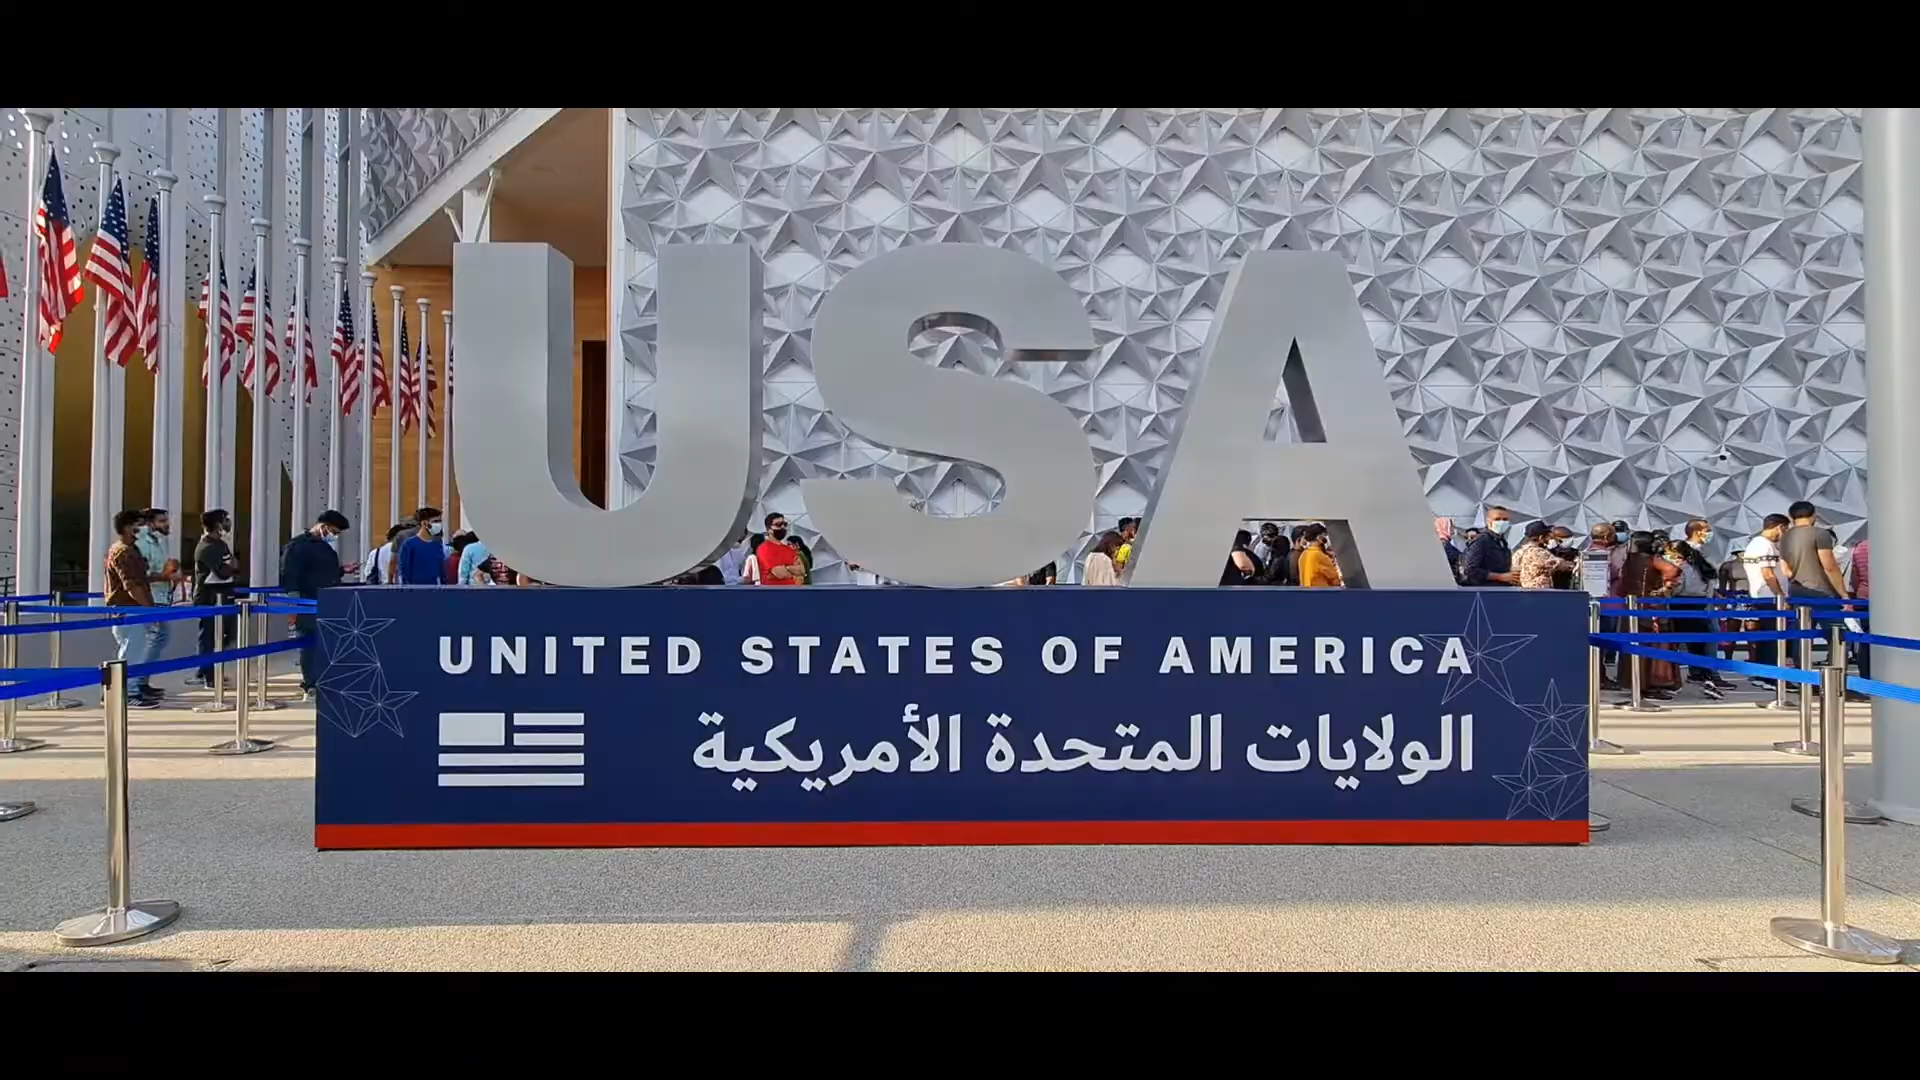 USA
UNITED STATES OF AMERICA
الولايات المتحدة الأمريكية